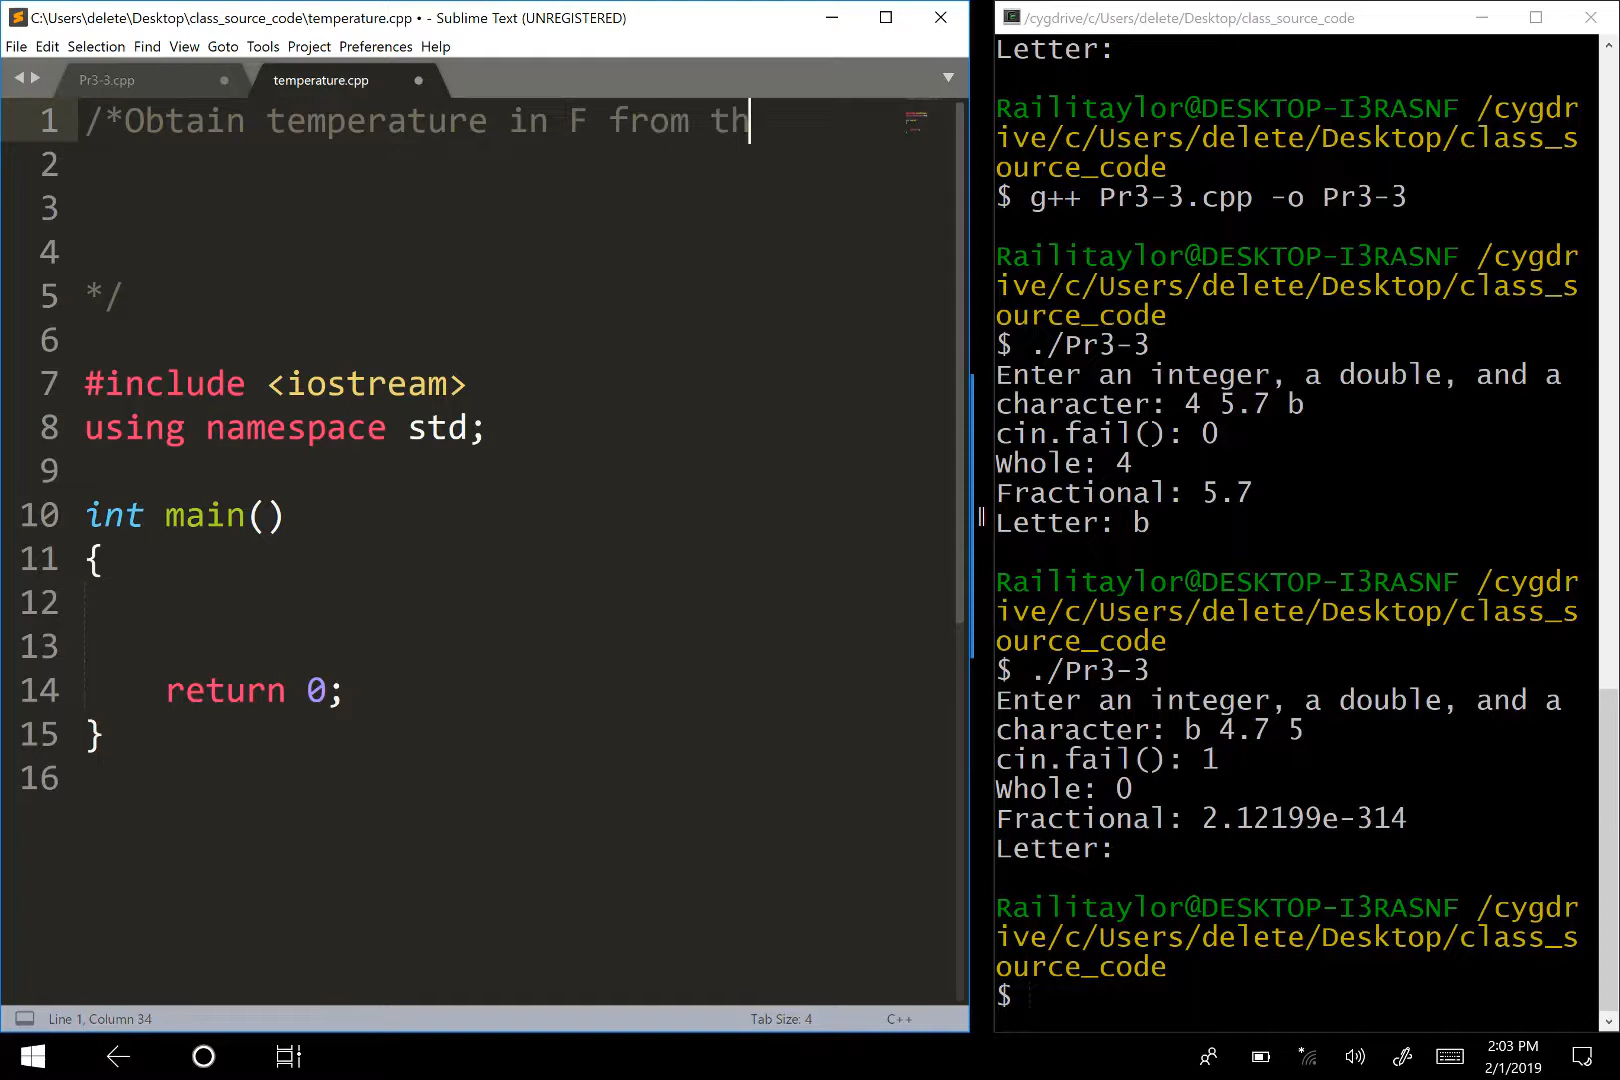 C:\Users\delete\Desktop\class_source_code\temperature.cpp • - Sublime Text (UNREGISTERED)
File Edit Selection Find View Goto Tools Project Preferences Help
Pr3-3.cpp
temperature.cpp
1 /*Obtain temperature in F from th
2
3
4
5 */
6
7 #include <iostream>
8 using namespace std;
9
10 int main()
11 {
12
13
14 return 0;
15 }
16
Line 1, Column 34
Tab Size: 4
C++
/cygdrive/c/Users/delete/Desktop/class_source_code
Letter:
Railitaylor@DESKTOP-I3RASNF /cygdr
ive/c/Users/delete/Desktop/class_s
ource_code
$ g++ Pr3-3.cpp -o Pr3-3
Railitaylor@DESKTOP-I3RASNF /cygdr
ive/c/Users/delete/Desktop/class_s
ource_code
$ ./Pr3-3
Enter an integer, a double, and a
character: 4 5.7 b
cin.fail(): 0
Whole: 4
Fractional: 5.7
Letter: b
Railitaylor@DESKTOP-I3RASNF /cygdr
ive/c/Users/delete/Desktop/class_s
ource_code
$ ./Pr3-3
Enter an integer, a double, and a
character: b 4.7 5
cin.fail(): 1
Whole: 0
Fractional: 2.12199e-314
Letter:
Railitaylor@DESKTOP-I3RASNF /cygdr
ive/c/Users/delete/Desktop/class_s
ource_code
$
2:03 PM
2/1/2019